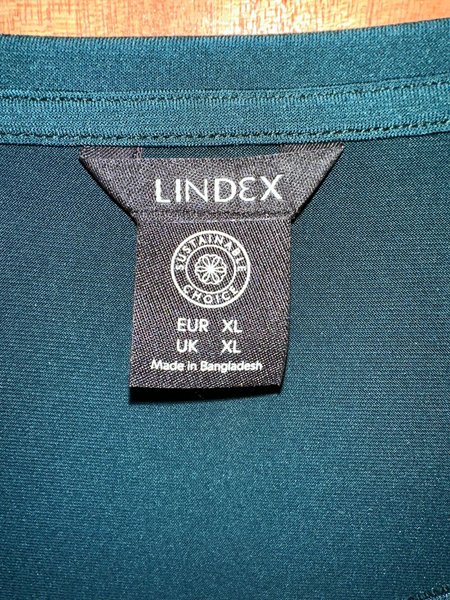 LINDEX
SUSTAINABLE
CHOICE
EUR XL
UK XL
Made in Bangladesh